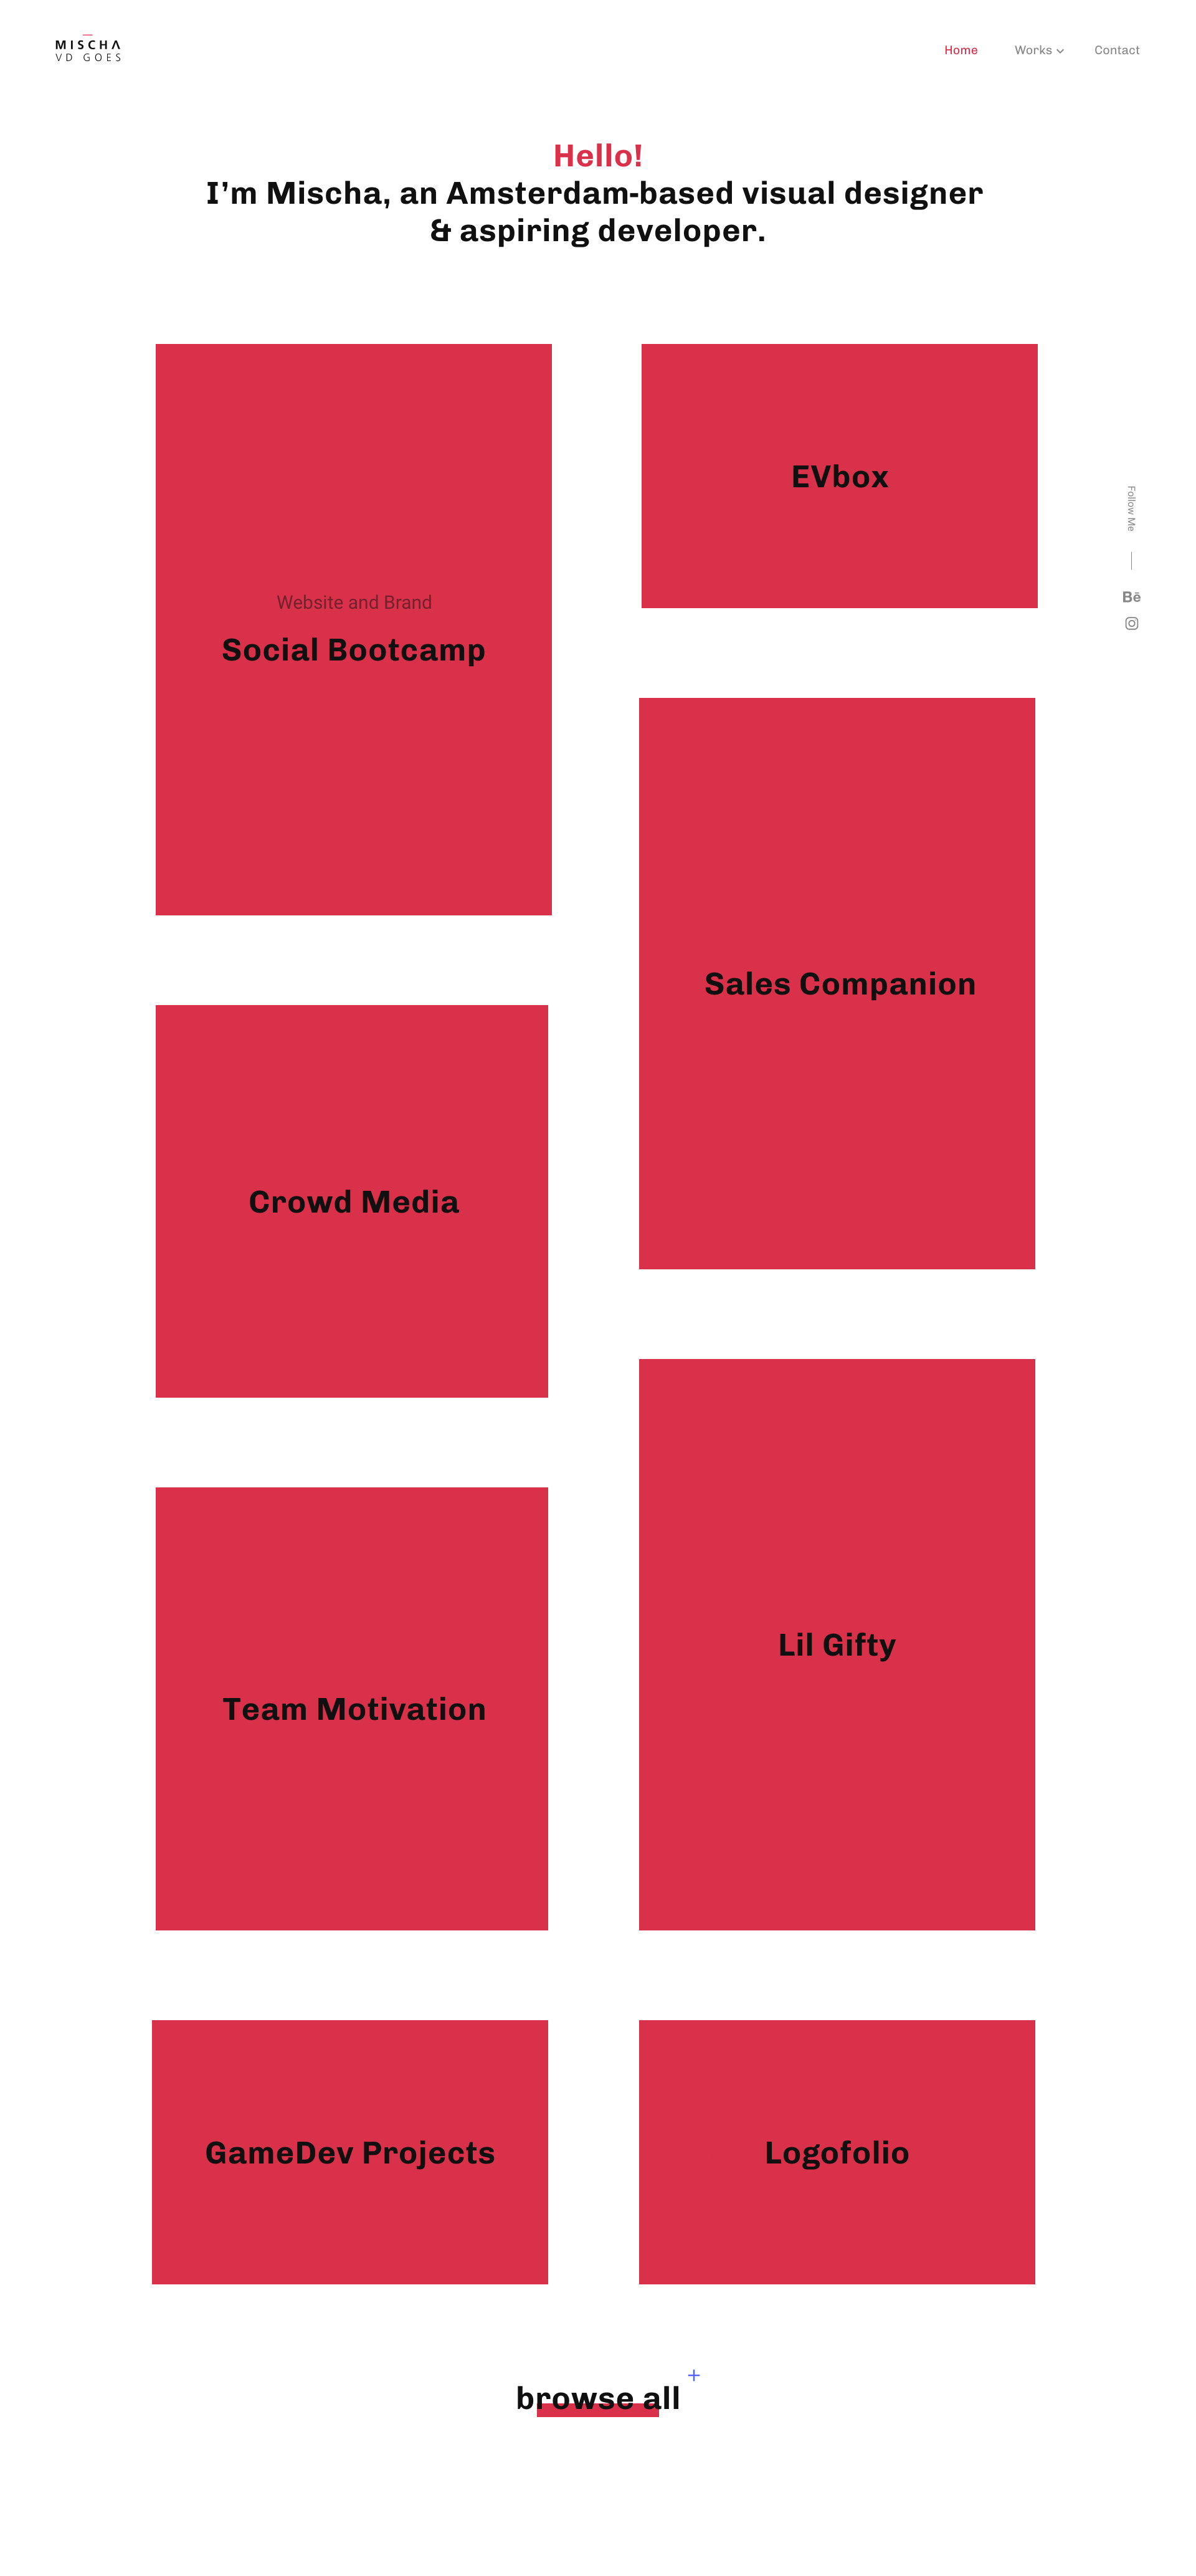 MISCHA
VD GOES
Home
Works
Contact
Hello!
I’m Mischa, an Amsterdam-based visual designer
& aspiring developer.
EVbox
Follow Me
Bē
Website and Brand
Social Bootcamp
Sales Companion
Crowd Media
Lil Gifty
Team Motivation
GameDev Projects
Logofolio
browse all
+